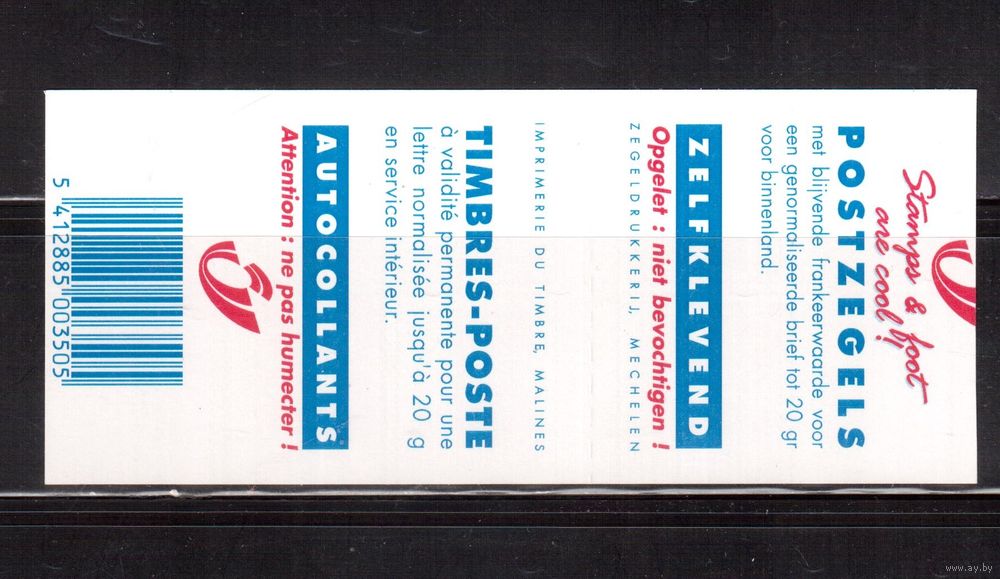 Stamps & foot
are cool !
POSTZEGELS
met blijvende frankeerwaarde voor
een genormaliseerde brief tot 20 gr
voor binnenland.
ZELFKLEVEND
Opgelet : niet bevochtigen !
ZEGELDRUKKERIJ, MECHELEN
IMPRIMERIE DU TIMBRE, MALINES
TIMBRES-POSTE
à validité permanente pour une
lettre normalisée jusqu'à 20 g
en service intérieur.
AUTOCOLLANTS
Attention : ne pas humecter !
5 412885 003505
www.ay.by